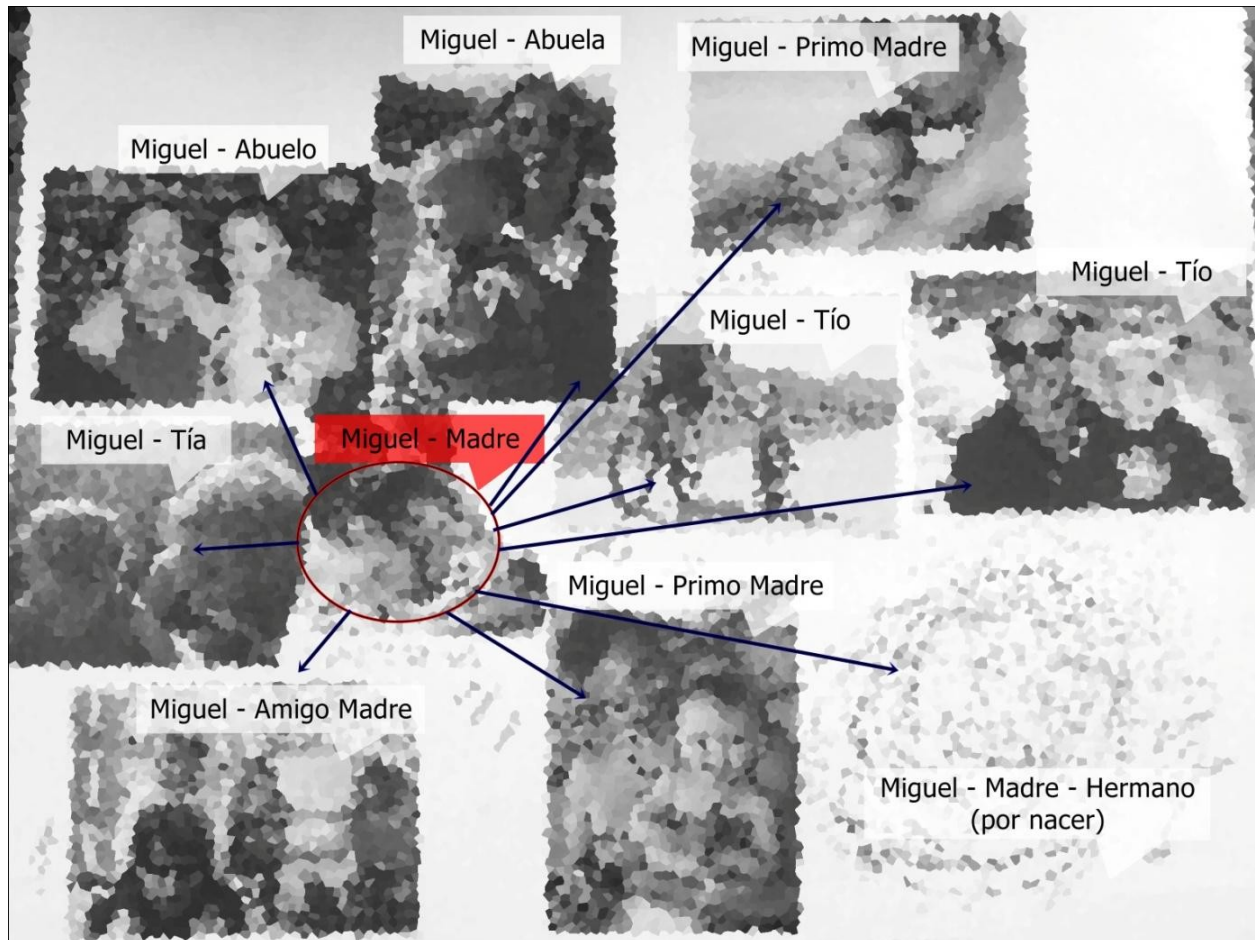 Miguel - Abuela
Miguel - Primo Madre
Miguel - Abuelo
Miguel - Tío
Miguel - Tío
Miguel - Tía
Miguel - Madre
Miguel - Primo Madre
Miguel - Amigo Madre
Miguel - Madre - Hermano
(por nacer)